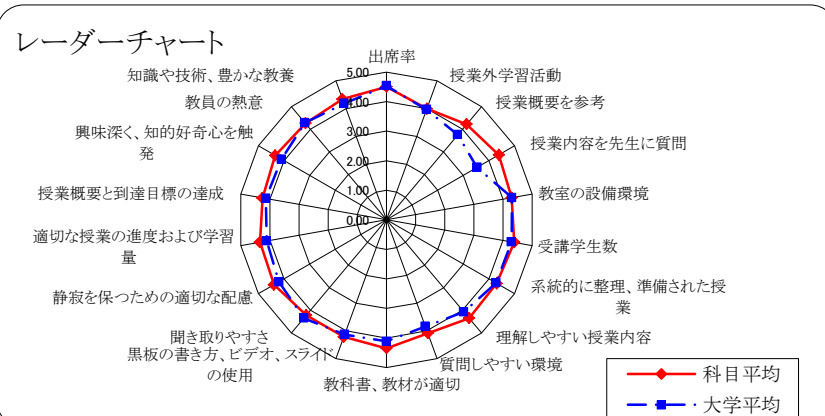 レーダーチャート
出席率
授業外学習活動
授業概要を参考
授業内容を先生に質問
教室の設備環境
受講学生数
系統的に整理、準備された授
業
理解しやすい授業内容
質問しやすい環境
教科書、教材が適切
黒板の書き方、ビデオ、スライド
の使用
聞き取りやすさ
静寂を保つための適切な配慮
適切な授業の進度および学習
量
授業概要と到達目標の達成
興味深く、知的好奇心を触
発
教員の熱意
知識や技術、豊かな教養
5.00
4.00
3.00
2.00
1.00
0.00
科目平均
大学平均